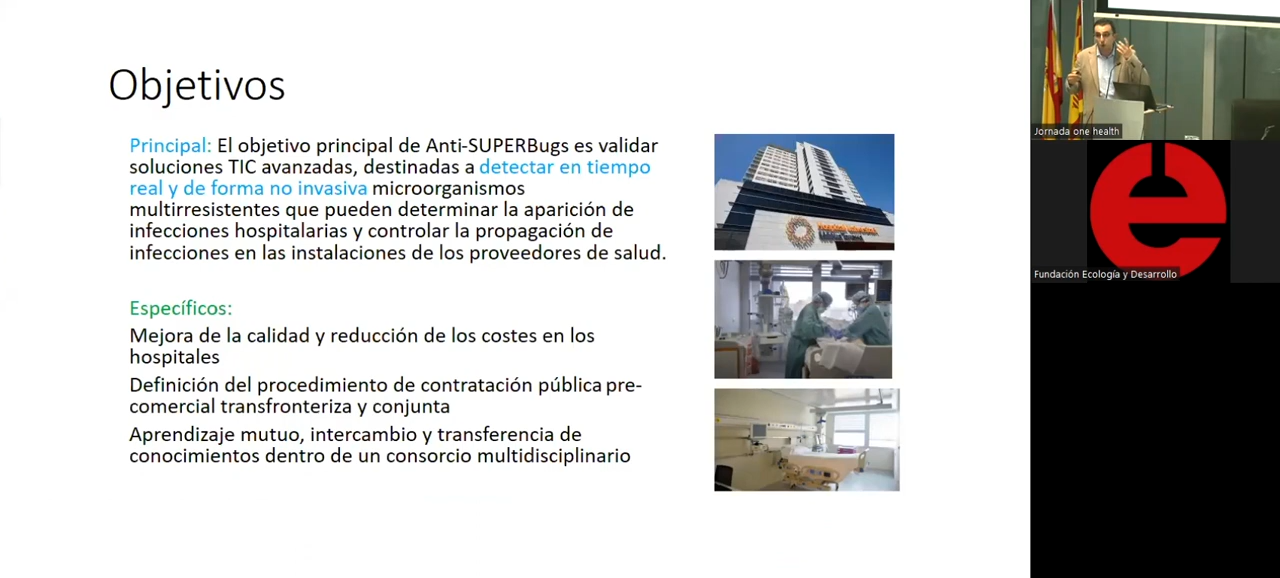 Objetivos
Principal: El objetivo principal de Anti-SUPERBugs es validar
soluciones TIC avanzadas, destinadas a detectar en tiempo
real y de forma no invasiva microorganismos
multirresistentes que pueden determinar la aparición de
infecciones hospitalarias y controlar la propagación de
infecciones en las instalaciones de los proveedores de salud.
Específicos:
Mejora de la calidad y reducción de los costes en los
hospitales
Definición del procedimiento de contratación pública pre-
comercial transfronteriza y conjunta
Aprendizaje mutuo, intercambio y transferencia de
conocimientos dentro de un consorcio multidisciplinario
Jornada one health
Fundación Ecología y Desarrollo